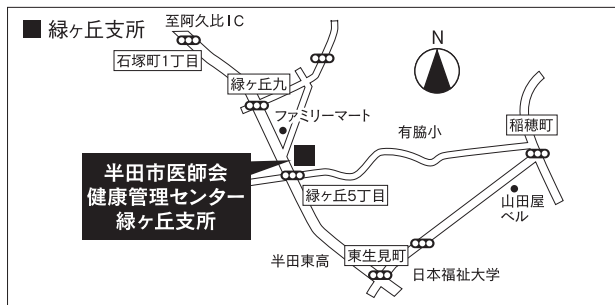 ■ 緑ヶ丘支所
至阿久比IC
石塚町1丁目
緑ヶ丘九
ファミリーマート
N
有脇小
稲穂町
半田市医師会
健康管理センター
緑ヶ丘支所
緑ヶ丘5丁目
山田屋
ベル
半田東高
東生見町
日本福祉大学